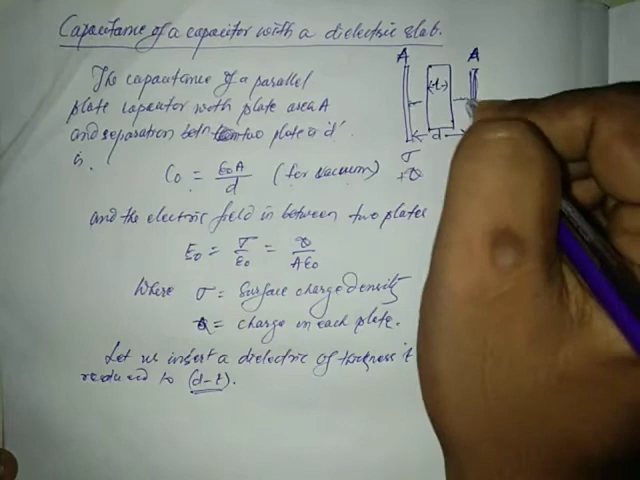 Capacitance of a capacitor with a dielectric slab.
The capacitance of a parallel
plate capacitor with plate area A
and separation between two plate is 'd'.
is.
C₀ = ε₀A/d (for vacuum)
and the electric field in between two plates
E₀ = σ/ε₀ = Q/Aε₀
Where σ = Surface charge density
Q = charge in each plate.
Let us insert a dielectric of thickness t
reduced to (d-t).
A A
t
d
σ
+Q